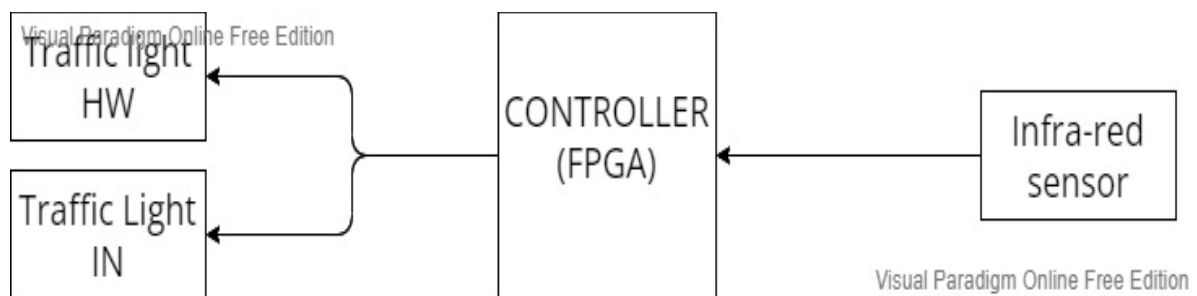 Visual Paradigm Online Free Edition
Traffic light
HW
Traffic Light
IN
CONTROLLER
(FPGA)
Infra-red
sensor
Visual Paradigm Online Free Edition